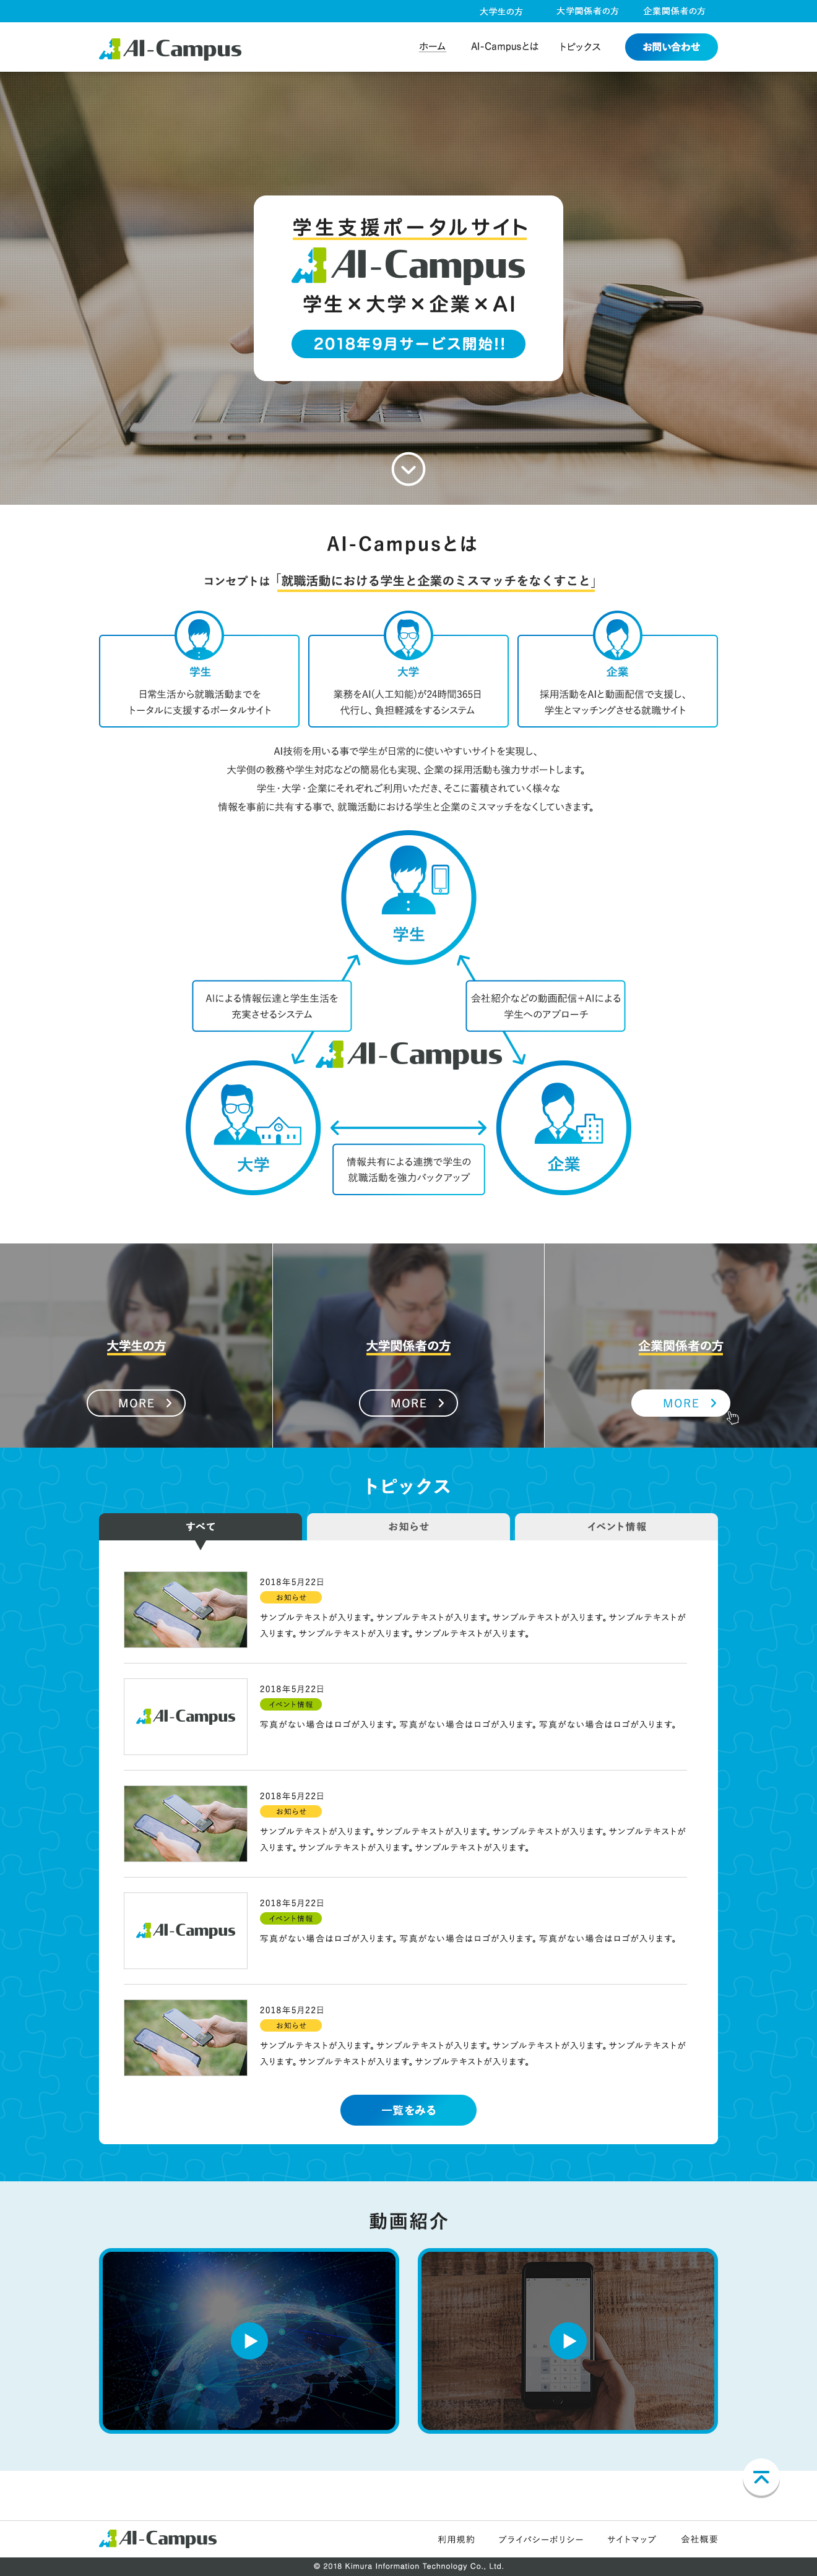 大学生の方 大学関係者の方 企業関係者の方
AI-Campus ホーム AI-Campusとは トピックス お問い合わせ
学生支援ポータルサイト
AI-Campus
学生×大学×企業×AI
2018年9月サービス開始!!
AI-Campusとは
コンセプトは「就職活動における学生と企業のミスマッチをなくすこと」
学生
日常生活から就職活動までを
トータルに支援するポータルサイト
大学
業務をAI(人工知能)が24時間365日
代行し、負担軽減をするシステム
企業
採用活動をAIと動画配信で支援し、
学生とマッチングさせる就職サイト
AI技術を用いる事で学生が日常的に使いやすいサイトを実現し、
大学側の教務や学生対応などの簡易化も実現、企業の採用活動も強力サポートします。
学生・大学・企業にそれぞれご利用いただき、そこに蓄積されていく様々な
情報を事前に共有する事で、就職活動における学生と企業のミスマッチをなくしていきます。
学生
AIによる情報伝達と学生生活を
充実させるシステム
会社紹介などの動画配信+AIによる
学生へのアプローチ
AI-Campus
大学
企業
情報共有による連携で学生の
就職活動を強力バックアップ
大学生の方
MORE
大学関係者の方
MORE
企業関係者の方
MORE
トピックス
すべて お知らせ イベント情報
2018年5月22日
お知らせ
サンプルテキストが入ります。サンプルテキストが入ります。サンプルテキストが入ります。サンプルテキストが
入ります。サンプルテキストが入ります。サンプルテキストが入ります。
AI-Campus
2018年5月22日
イベント情報
写真がない場合はロゴが入ります。写真がない場合はロゴが入ります。写真がない場合はロゴが入ります。
2018年5月22日
お知らせ
サンプルテキストが入ります。サンプルテキストが入ります。サンプルテキストが入ります。サンプルテキストが
入ります。サンプルテキストが入ります。サンプルテキストが入ります。
AI-Campus
2018年5月22日
イベント情報
写真がない場合はロゴが入ります。写真がない場合はロゴが入ります。写真がない場合はロゴが入ります。
2018年5月22日
お知らせ
サンプルテキストが入ります。サンプルテキストが入ります。サンプルテキストが入ります。サンプルテキストが
入ります。サンプルテキストが入ります。サンプルテキストが入ります。
一覧をみる
動画紹介
AI-Campus 利用規約 プライバシーポリシー サイトマップ 会社概要
© 2018 Kimura Information Technology Co., Ltd.